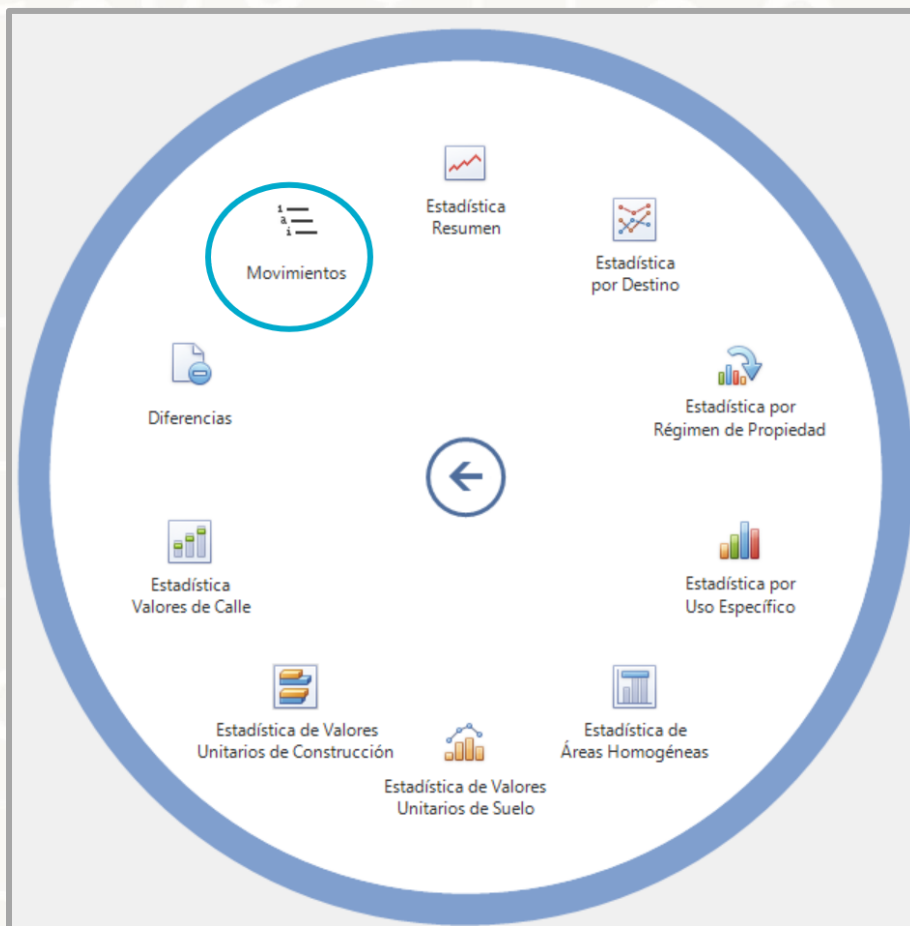 Estadística
Resumen
Estadística
por Destino
Estadística por
Régimen de Propiedad
Estadística por
Uso Específico
Estadística de
Áreas Homogéneas
Estadística de Valores
Unitarios de Suelo
Estadística de Valores
Unitarios de Construcción
Estadística
Valores de Calle
Diferencias
1
a
i
Movimientos